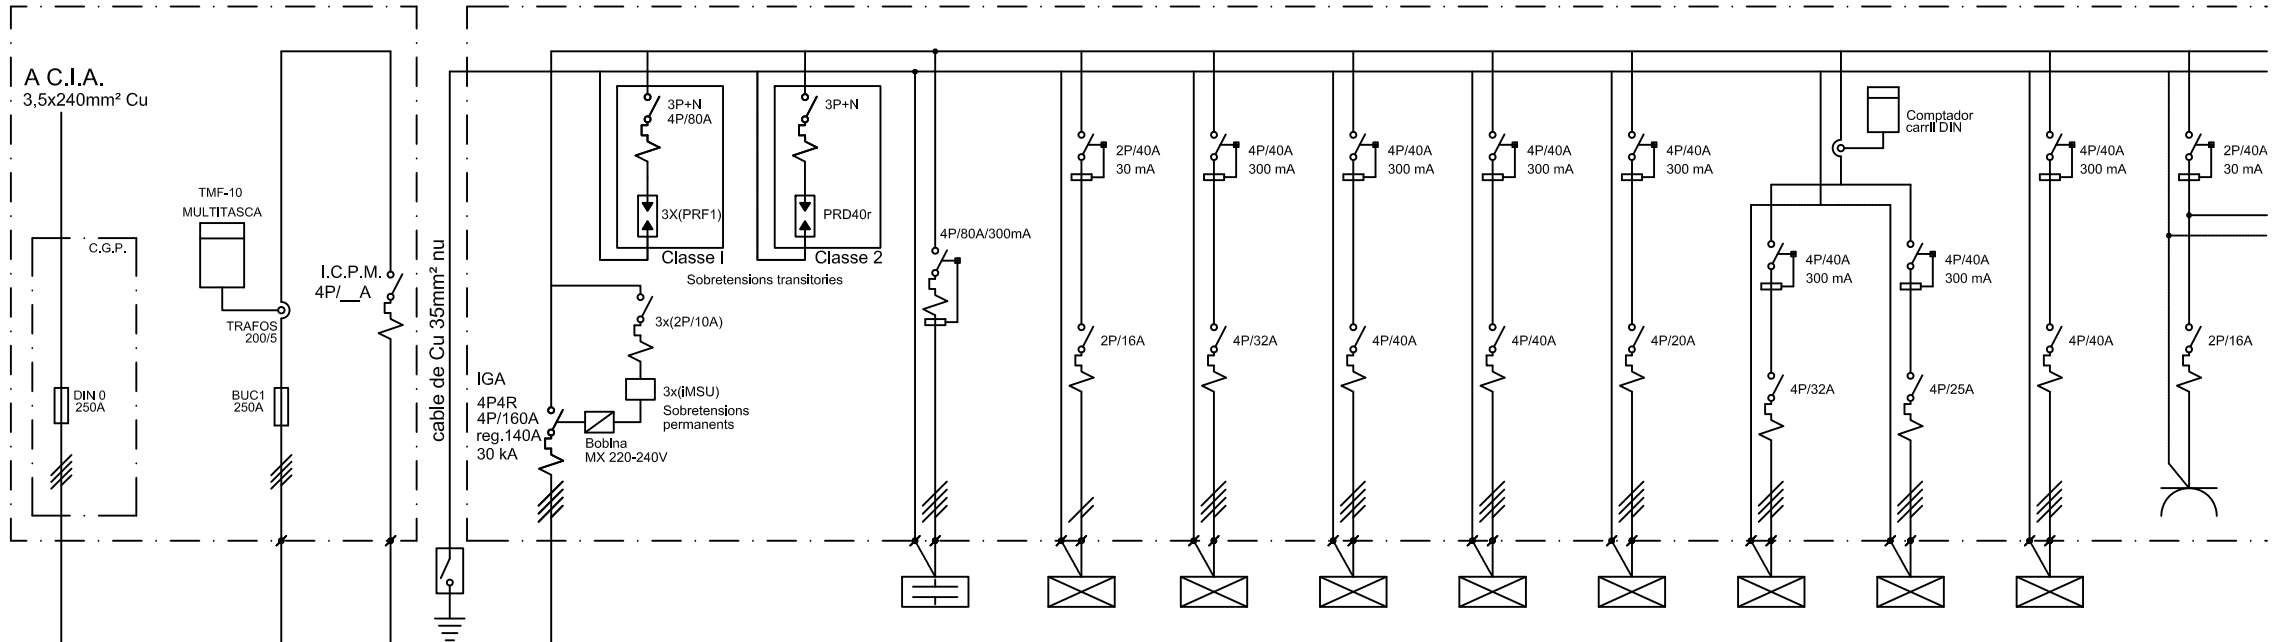 A C.I.A.
3,5x240mm² Cu
C.G.P.
DIN 0
250A
TMF-10
MULTITASCA
TRAFOS
200/5
BUC1
250A
I.C.P.M.
4P/__A
cable de Cu 35mm² nu
IGA
4P4R
4P/160A
reg.140A
30 kA
3P+N
4P/80A
3X(PRF1)
Classe I
3P+N
PRD40r
Classe 2
Sobretensions transitories
3x(2P/10A)
3x(iMSU)
Sobretensions
permanents
Bobina
MX 220-240V
4P/80A/300mA
2P/40A
30 mA
2P/16A
4P/40A
300 mA
4P/32A
4P/40A
300 mA
4P/40A
4P/40A
300 mA
4P/40A
4P/40A
300 mA
4P/20A
Comptador
carril DIN
4P/40A
300 mA
4P/32A
4P/40A
300 mA
4P/25A
4P/40A
300 mA
4P/40A
2P/40A
30 mA
2P/16A